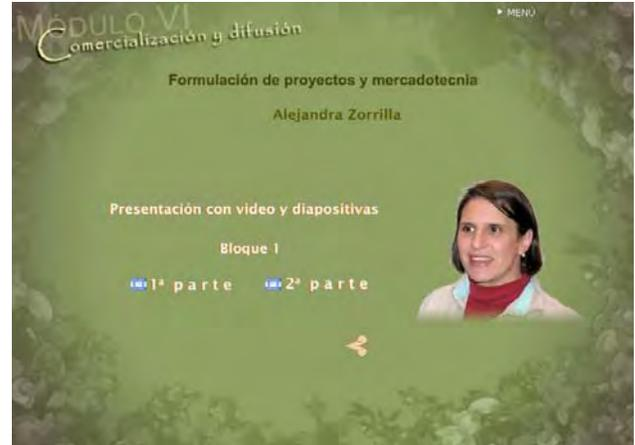 MÓDULO VI
Comercialización y difusión
MENÚ
Formulación de proyectos y mercadotecnia
Alejandra Zorrilla
Presentación con video y diapositivas
Bloque 1
1ª parte 2ª parte